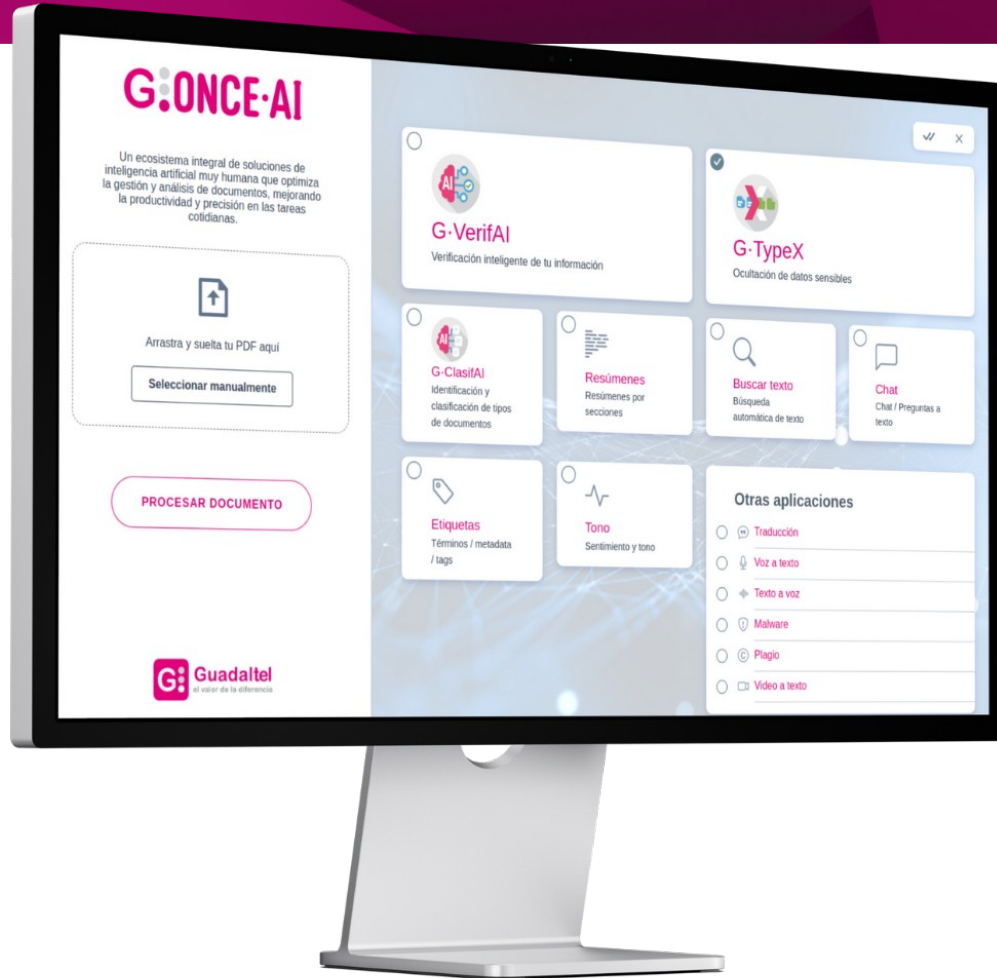 G:ONCE·AI
Un ecosistema integral de soluciones de
inteligencia artificial muy humana que optimiza
la gestión y análisis de documentos, mejorando
la productividad y precisión en las tareas
cotidianas.
Arrastra y suelta tu PDF aquí
Seleccionar manualmente
PROCESAR DOCUMENTO
G: Guadaltel
el valor de la diferencia
AI
G·VerifAI
Verificación inteligente de tu información
G·TypeX
Ocultación de datos sensibles
AI
G·ClasifAI
Identificación y
clasificación de tipos
de documentos
Resúmenes
Resúmenes por
secciones
Buscar texto
Búsqueda
automática de texto
Chat
Chat / Preguntas a
texto
Etiquetas
Términos / metadata
/ tags
Tono
Sentimiento y tono
Otras aplicaciones
Traducción
Voz a texto
Texto a voz
Malware
Plagio
Video a texto